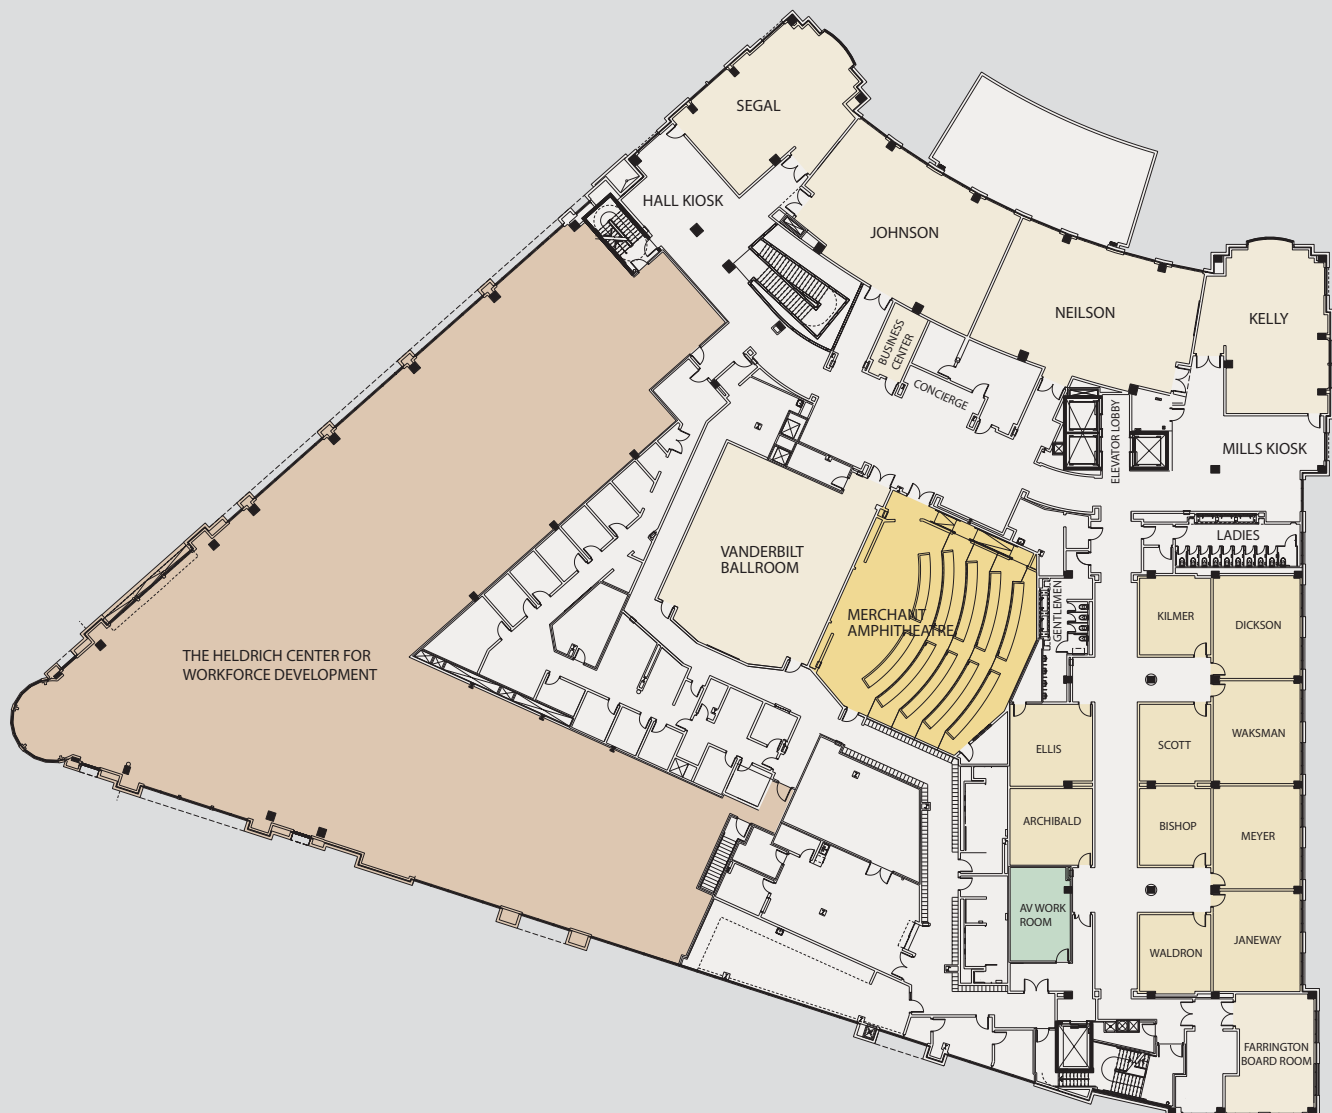 SEGAL
HALL KIOSK
JOHNSON
NEILSON
KELLY
BUSINESS
CENTER
CONCIERGE
ELEVATOR LOBBY
MILLS KIOSK
LADIES
VANDERBILT
BALLROOM
MERCHANT
AMPHITHEATRE
GENTLEMEN
KILMER
DICKSON
THE HELDRICH CENTER FOR
WORKFORCE DEVELOPMENT
ELLIS
SCOTT
WAKSMAN
ARCHIBALD
BISHOP
MEYER
AV WORK
ROOM
WALDRON
JANEWAY
FARRINGTON
BOARD ROOM